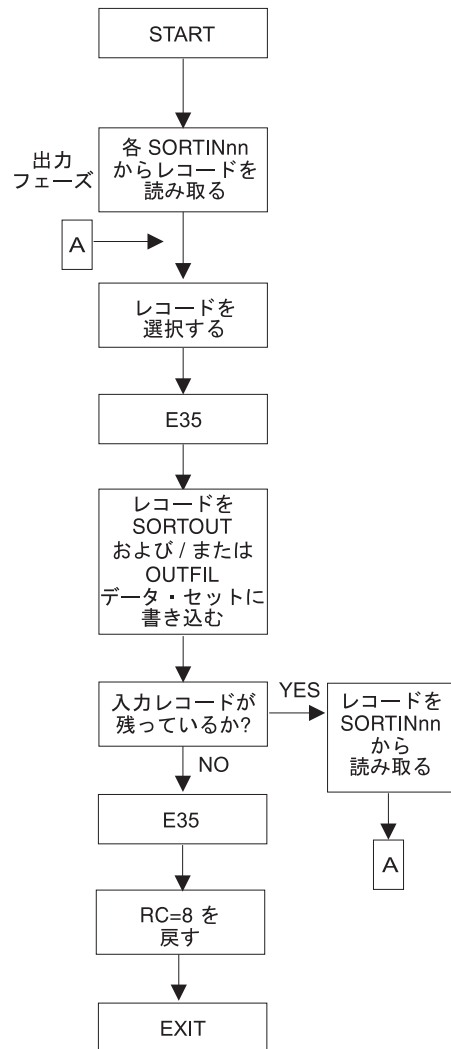 START
出力
フェーズ
各 SORTINnn
からレコードを
読み取る
A
レコードを
選択する
E35
レコードを
SORTOUT
および / または
OUTFIL
データ・セットに
書き込む
入力レコードが
残っているか?
YES
レコードを
SORTINnn
から
読み取る
NO
A
E35
RC=8 を
戻す
EXIT